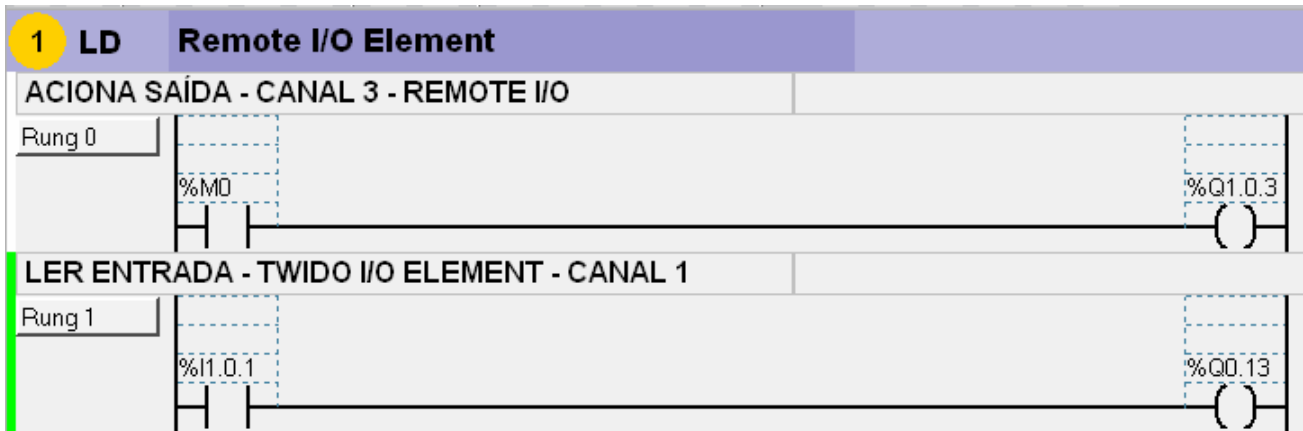 1 LD Remote I/O Element
ACIONA SAÍDA - CANAL 3 - REMOTE I/O
Rung 0
%M0 %Q1.0.3
LER ENTRADA - TWIDO I/O ELEMENT - CANAL 1
Rung 1
%I1.0.1 %Q0.13